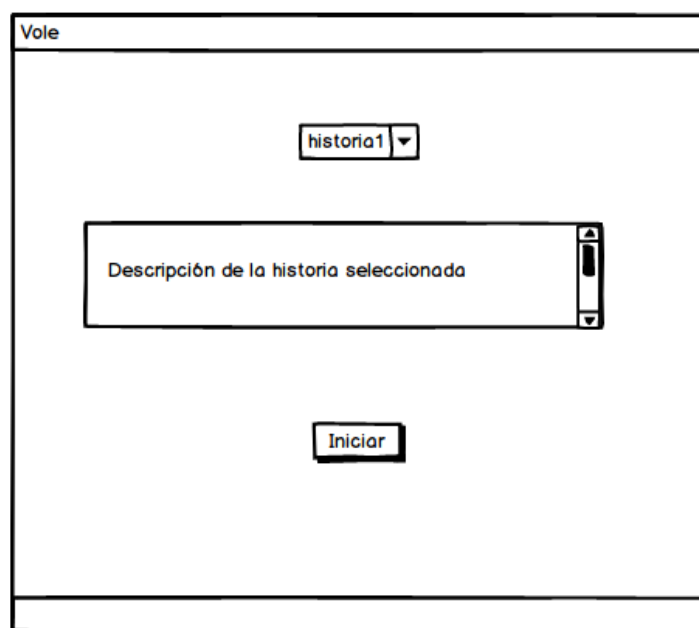 Vole
historia1
Descripción de la historia seleccionada
Iniciar